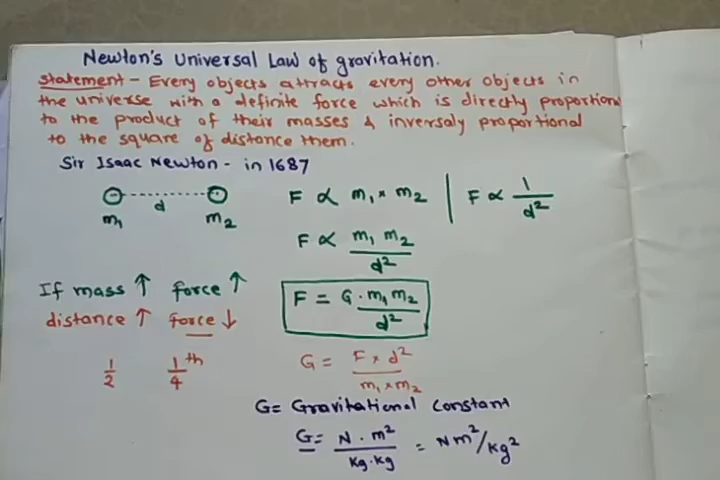 Newton's Universal Law of gravitation.
Statement - Every objects attracts every other objects in
the universe with a definite force which is directly proportion
to the product of their masses & inversaly proportional
to the square of distance them.
Sir Isaac Newton - in 1687
d
m₁ m₂
F ∝ m₁ × m₂ | F ∝ 1/d²
F ∝ m₁ m₂/d²
If mass ↑ force ↑
F = G · m₁ m₂/d²
distance ↑ force ↓
1/2 1/4th
G = F × d²/m₁ × m₂
G = Gravitational Constant
G = N · m²/kg · kg = Nm²/kg²